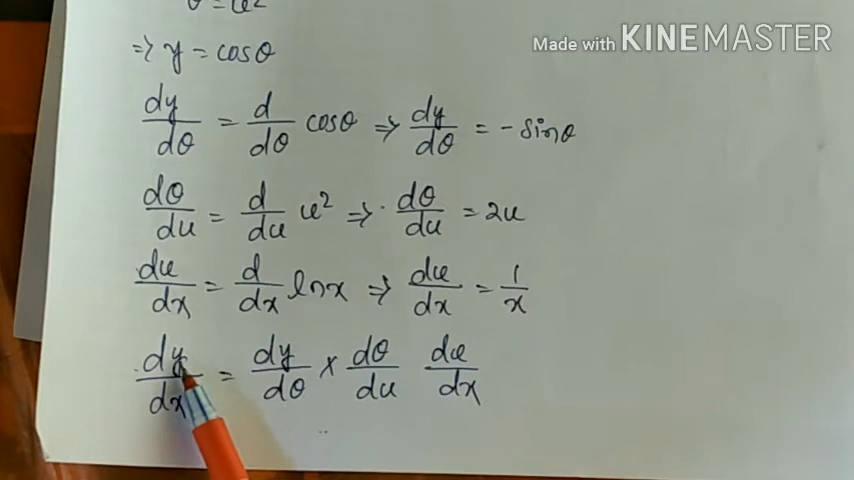 θ = u²
Made with KINEMASTER
⇒ y = cosθ
dy/dθ = d/dθ cosθ ⇒ dy/dθ = - sinθ
dθ/du = d/du u² ⇒ dθ/du = 2u
du/dx = d/dx lnx ⇒ du/dx = 1/x
dy/dx = dy/dθ × dθ/du du/dx